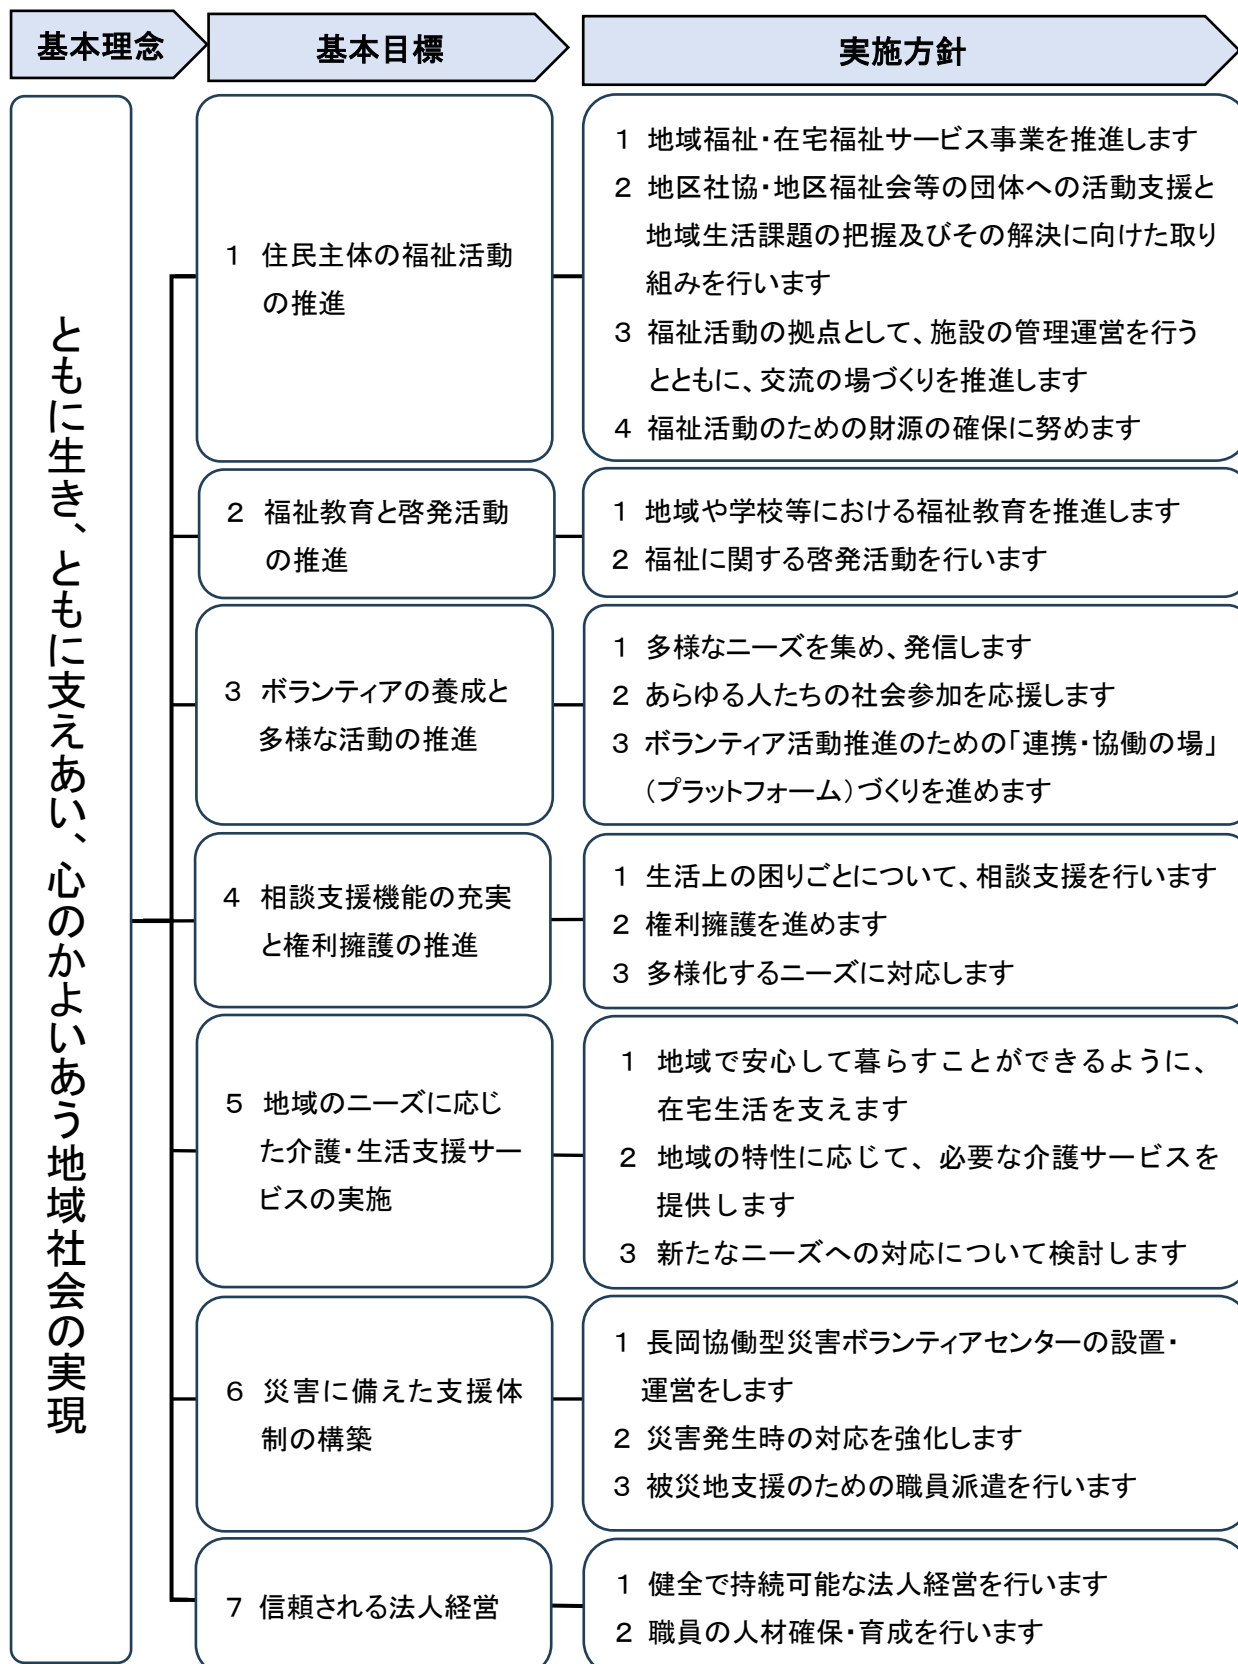 基本理念
基本目標
実施方針
ともに生き、ともに支えあい、心のかよいあう地域社会の実現
１ 住民主体の福祉活動
の推進
１ 地域福祉・在宅福祉サービス事業を推進します
２ 地区社協・地区福祉会等の団体への活動支援と
地域生活課題の把握及びその解決に向けた取り
組みを行います
３ 福祉活動の拠点として、施設の管理運営を行う
とともに、交流の場づくりを推進します
４ 福祉活動のための財源の確保に努めます
２ 福祉教育と啓発活動
の推進
１ 地域や学校等における福祉教育を推進します
２ 福祉に関する啓発活動を行います
３ ボランティアの養成と
多様な活動の推進
１ 多様なニーズを集め、発信します
２ あらゆる人たちの社会参加を応援します
３ ボランティア活動推進のための「連携・協働の場」
（プラットフォーム）づくりを進めます
４ 相談支援機能の充実
と権利擁護の推進
１ 生活上の困りごとについて、相談支援を行います
２ 権利擁護を進めます
３ 多様化するニーズに対応します
５ 地域のニーズに応じ
た介護・生活支援サー
ビスの実施
１ 地域で安心して暮らすことができるように、
在宅生活を支えます
２ 地域の特性に応じて、必要な介護サービスを
提供します
３ 新たなニーズへの対応について検討します
６ 災害に備えた支援体
制の構築
１ 長岡協働型災害ボランティアセンターの設置・
運営をします
２ 災害発生時の対応を強化します
３ 被災地支援のための職員派遣を行います
７ 信頼される法人経営
１ 健全で持続可能な法人経営を行います
２ 職員の人材確保・育成を行います